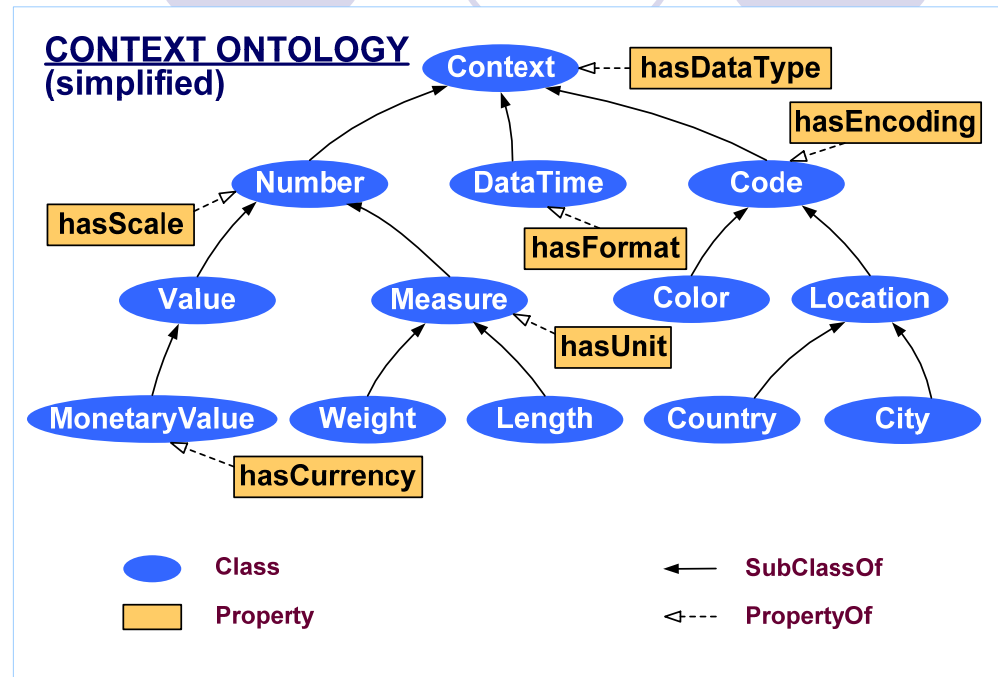 CONTEXT ONTOLOGY
(simplified)
Context
hasDataType
hasEncoding
Number
DataTime
Code
hasScale
hasFormat
Value
Measure
Color
Location
hasUnit
MonetaryValue
Weight
Length
Country
City
hasCurrency
Class
SubClassOf
Property
PropertyOf